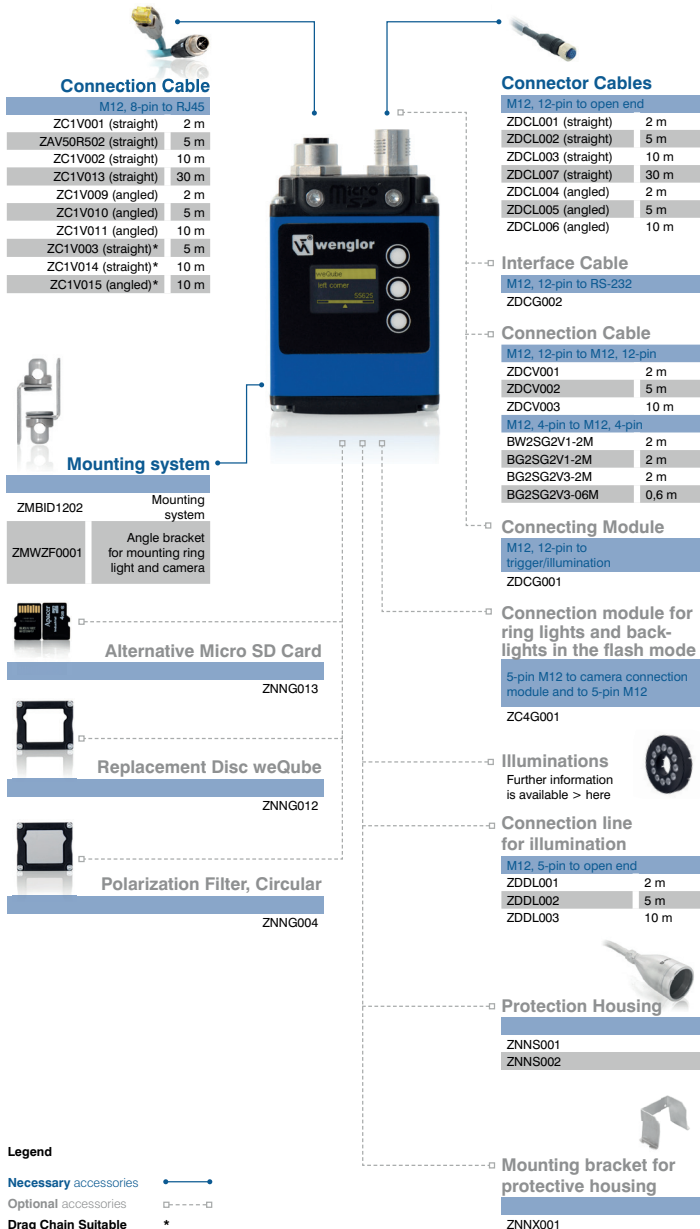 Connection Cable
M12, 8-pin to RJ45
ZC1V001 (straight) 2 m
ZAV50R502 (straight) 5 m
ZC1V002 (straight) 10 m
ZC1V013 (straight) 30 m
ZC1V009 (angled) 2 m
ZC1V010 (angled) 5 m
ZC1V011 (angled) 10 m
ZC1V003 (straight)* 5 m
ZC1V014 (straight)* 10 m
ZC1V015 (angled)* 10 m
Micro
SD
wenglor
weQube
left corner
55625
Mounting system
ZMBID1202 Mounting
system
ZMWZF0001 Angle bracket
for mounting ring
light and camera
Apacer
Alternative Micro SD Card
ZNNG013
Replacement Disc weQube
ZNNG012
Polarization Filter, Circular
ZNNG004
Legend
Necessary accessories
Optional accessories
Drag Chain Suitable *
Connector Cables
M12, 12-pin to open end
ZDCL001 (straight) 2 m
ZDCL002 (straight) 5 m
ZDCL003 (straight) 10 m
ZDCL007 (straight) 30 m
ZDCL004 (angled) 2 m
ZDCL005 (angled) 5 m
ZDCL006 (angled) 10 m
Interface Cable
M12, 12-pin to RS-232
ZDCG002
Connection Cable
M12, 12-pin to M12, 12-pin
ZDCV001 2 m
ZDCV002 5 m
ZDCV003 10 m
M12, 4-pin to M12, 4-pin
BW2SG2V1-2M 2 m
BG2SG2V1-2M 2 m
BG2SG2V3-2M 2 m
BG2SG2V3-06M 0,6 m
Connecting Module
M12, 12-pin to
trigger/illumination
ZDCG001
Connection module for
ring lights and back-
lights in the flash mode
5-pin M12 to camera connection
module and to 5-pin M12
ZC4G001
Illuminations
Further information
is available > here
Connection line
for illumination
M12, 5-pin to open end
ZDDL001 2 m
ZDDL002 5 m
ZDDL003 10 m
Protection Housing
ZNNS001
ZNNS002
Mounting bracket for
protective housing
ZNNX001